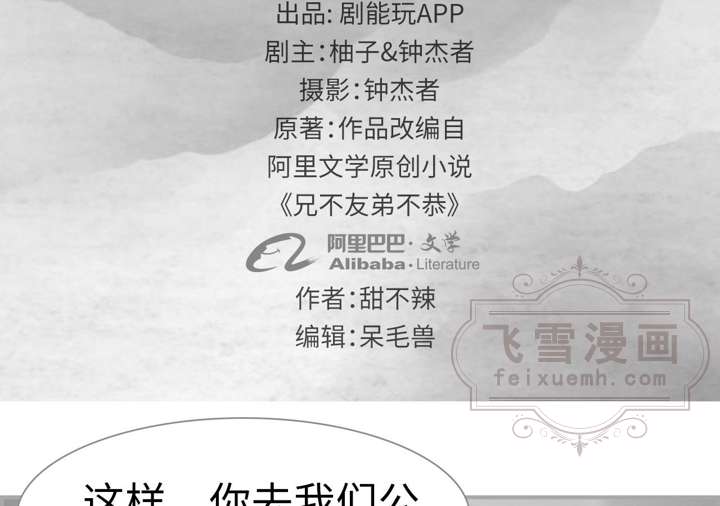 出品: 剧能玩APP
剧主:柚子&钟杰者
摄影:钟杰者
原著:作品改编自
阿里文学原创小说
《兄不友弟不恭》
阿里巴巴·文学
Alibaba·Literature
作者:甜不辣
编辑:呆毛兽
飞雪漫画
feixuemh.com
这样，你去我们公